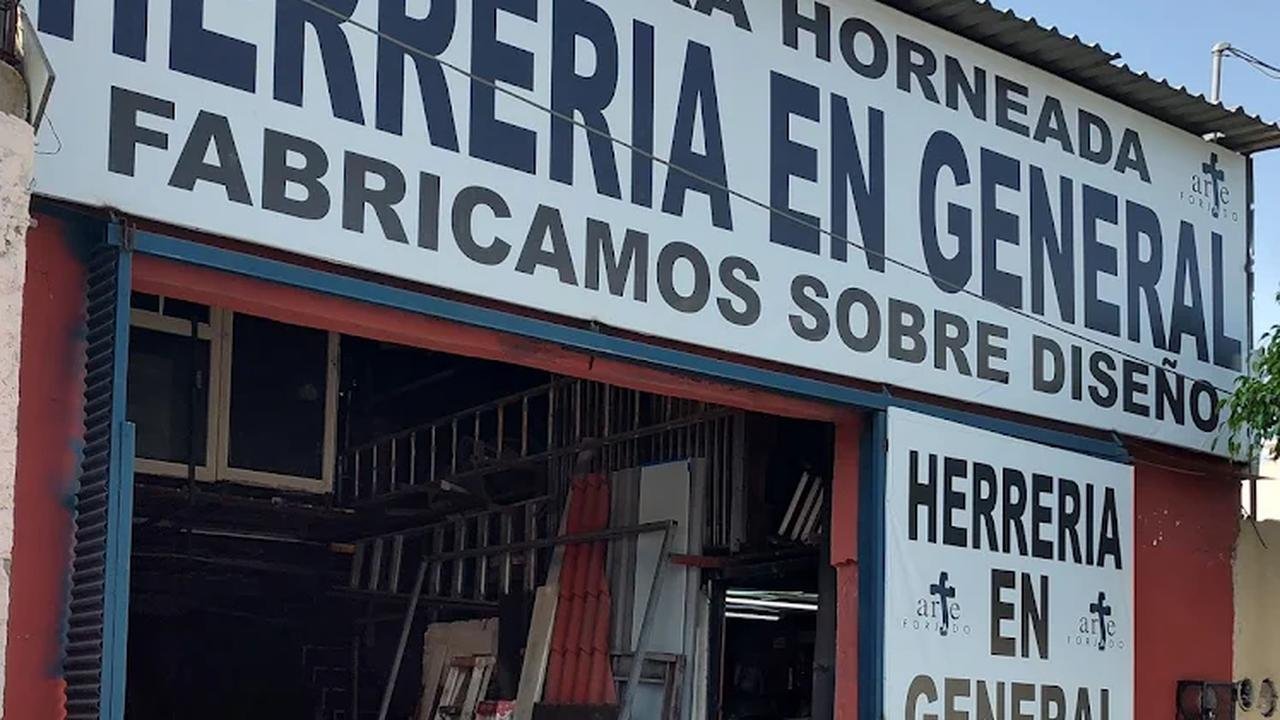 HORNEADA
HERRERIA EN GENERAL
FABRICAMOS SOBRE DISEÑO
arte
FORJADO
HERRERIA
EN
GENERAL
arte
FORJADO
arte
FORJADO